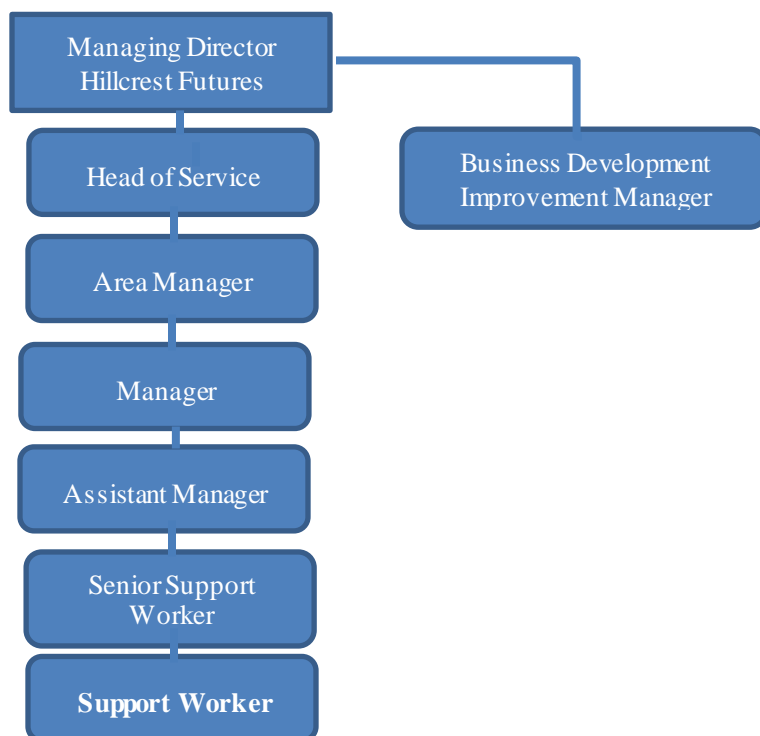 Managing Director
Hillcrest Futures
Head of Service
Business Development
Improvement Manager
Area Manager
Manager
Assistant Manager
Senior Support
Worker
Support Worker